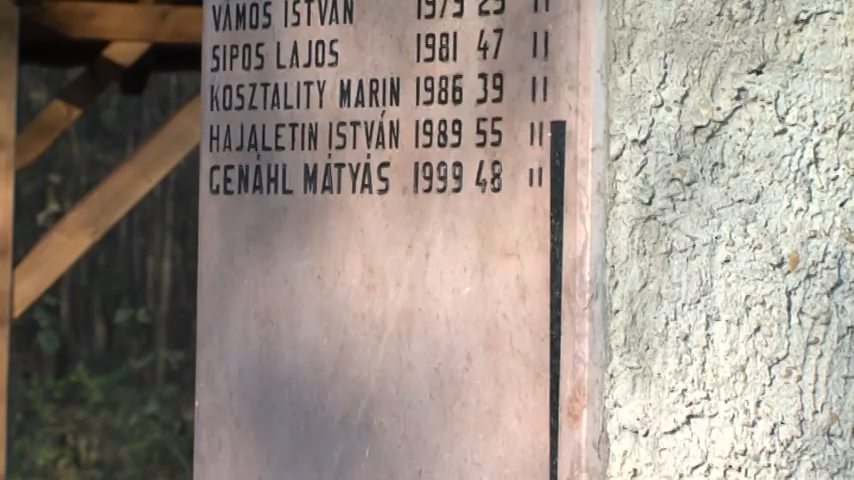 VÁMOS ISTVÁN 1979 29 II
SIPOS LAJOS 1981 47 II
KOSZTALITY MARIN 1986 39 II
HAJALETIN ISTVÁN 1989 55 II
GENÁHL MÁTYÁS 1999 48 II